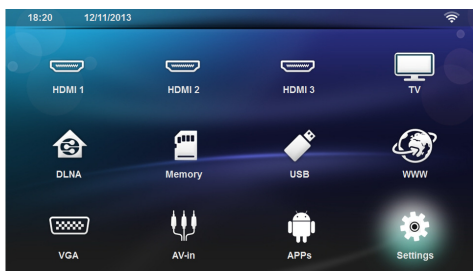 18:20 12/11/2013
HDMI 1 HDMI 2 HDMI 3 TV
DLNA Memory USB WWW
VGA AV-in APPs Settings